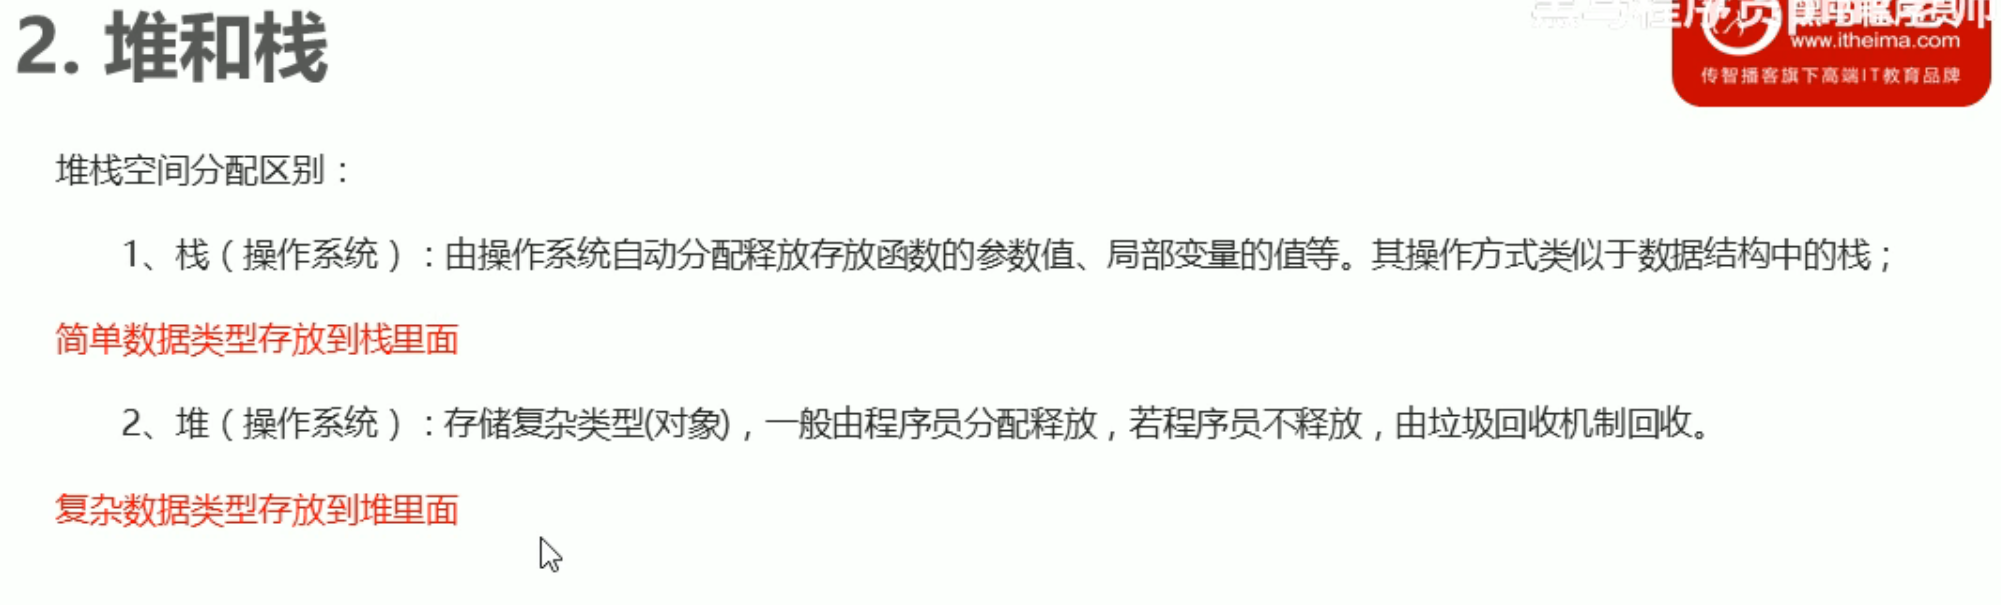 2. 堆和栈
www.itheima.com
传智播客旗下高端IT教育品牌
堆栈空间分配区别：
1、栈（操作系统）：由操作系统自动分配释放存放函数的参数值、局部变量的值等。其操作方式类似于数据结构中的栈；
简单数据类型存放到栈里面
2、堆（操作系统）：存储复杂类型(对象)，一般由程序员分配释放，若程序员不释放，由垃圾回收机制回收。
复杂数据类型存放到堆里面